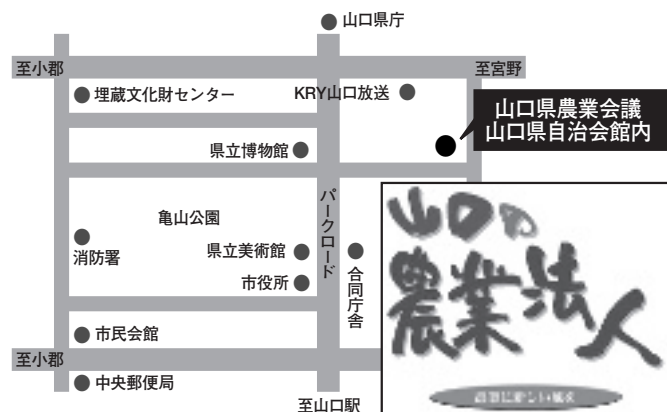 山口県庁
至小郡
至宮野
埋蔵文化財センター
KRY山口放送
山口県農業会議
山口県自治会館内
県立博物館
パークロード
亀山公園
消防署
県立美術館
市役所
合同庁舎
市民会館
至小郡
中央郵便局
至山口駅
山口の
農業法人